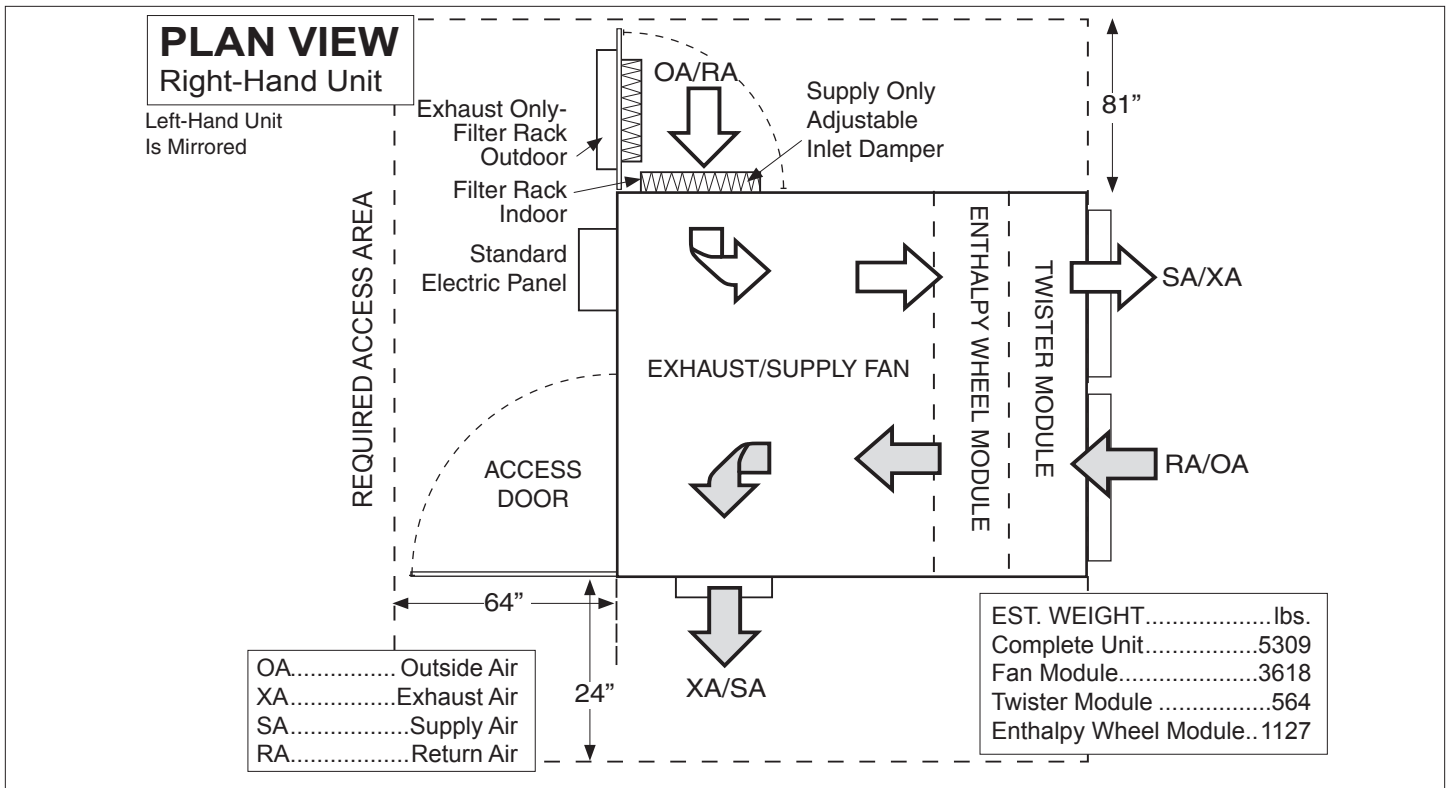 PLAN VIEW
Right-Hand Unit
Left-Hand Unit
Is Mirrored
Exhaust Only-
Filter Rack
Outdoor
OA/RA
Supply Only
Adjustable
Inlet Damper
81”
Filter Rack
Indoor
Standard
Electric Panel
REQUIRED ACCESS AREA
EXHAUST/SUPPLY FAN
ENTHALPY WHEEL MODULE
TWISTER MODULE
SA/XA
RA/OA
ACCESS
DOOR
64”
24”
XA/SA
OA................ Outside Air
XA................Exhaust Air
SA..................Supply Air
RA..................Return Air
EST. WEIGHT...................lbs.
Complete Unit.................5309
Fan Module.....................3618
Twister Module .................564
Enthalpy Wheel Module..1127